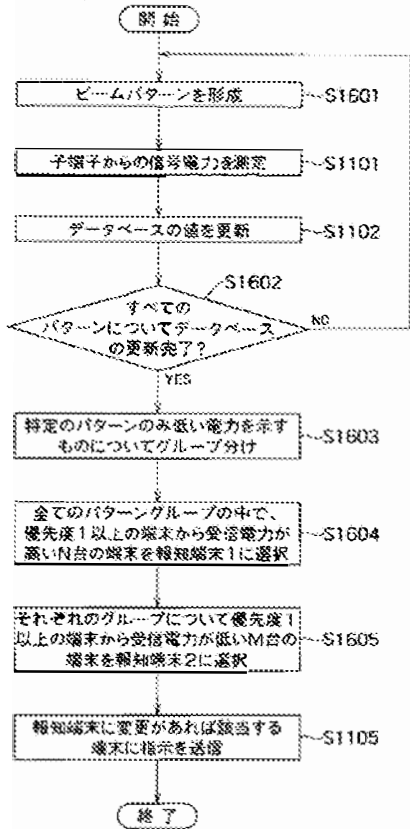 開始
ビームパターンを形成
S1601
子端子からの信号電力を測定
S1101
データベースの値を更新
S1102
S1602
すべての
パターンについてデータベース
の更新完了?
NO
YES
特定のパターンのみ低い電力を示す
ものについてグループ分け
S1603
全てのパターングループの中で、
優先度1以上の端末から受信電力が
高いN台の端末を報知端末1に選択
S1604
それぞれのグループについて優先度1
以上の端末から受信電力が低いM台の
端末を報知端末2に選択
S1605
報知端末に変更があれば該当する
端末に指示を送信
S1105
終了